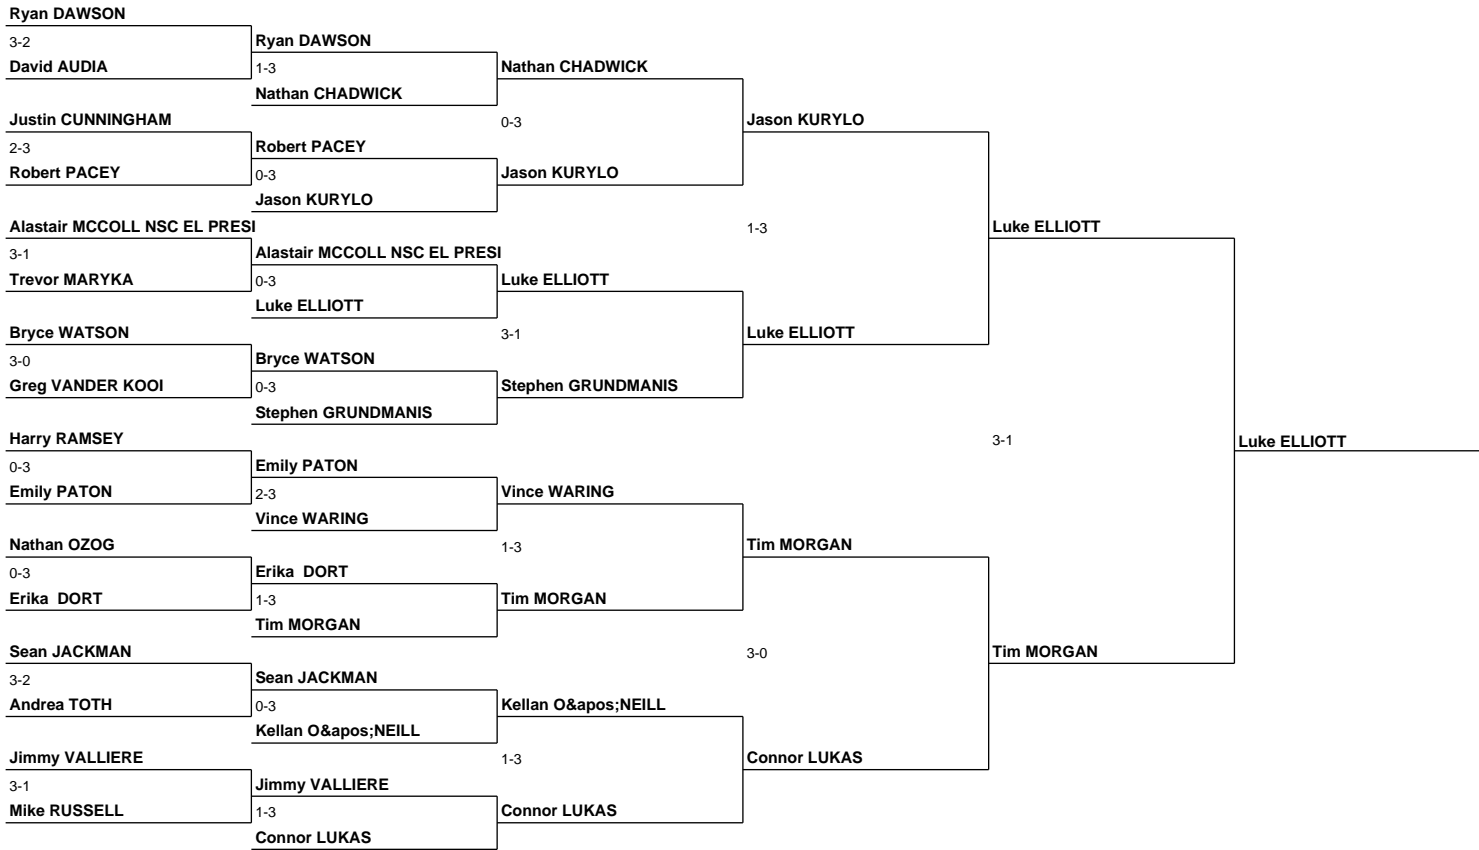 Ryan DAWSON
3-2
David AUDIA
Justin CUNNINGHAM
2-3
Robert PACEY
Alastair MCCOLL NSC EL PRESI
3-1
Trevor MARYKA
Bryce WATSON
3-0
Greg VANDER KOOI
Harry RAMSEY
0-3
Emily PATON
Nathan OZOG
0-3
Erika  DORT
Sean JACKMAN
3-2
Andrea TOTH
Jimmy VALLIERE
3-1
Mike RUSSELL
Ryan DAWSON
1-3
Nathan CHADWICK
Robert PACEY
0-3
Jason KURYLO
Alastair MCCOLL NSC EL PRESI
0-3
Luke ELLIOTT
Bryce WATSON
0-3
Stephen GRUNDMANIS
Emily PATON
2-3
Vince WARING
Erika  DORT
1-3
Tim MORGAN
Sean JACKMAN
0-3
Kellan O&apos;NEILL
Jimmy VALLIERE
1-3
Connor LUKAS
Nathan CHADWICK
0-3
Jason KURYLO
Luke ELLIOTT
3-1
Stephen GRUNDMANIS
Vince WARING
1-3
Tim MORGAN
Kellan O&apos;NEILL
1-3
Connor LUKAS
Jason KURYLO
1-3
Luke ELLIOTT
Tim MORGAN
3-0
Connor LUKAS
Luke ELLIOTT
3-1
Tim MORGAN
Luke ELLIOTT